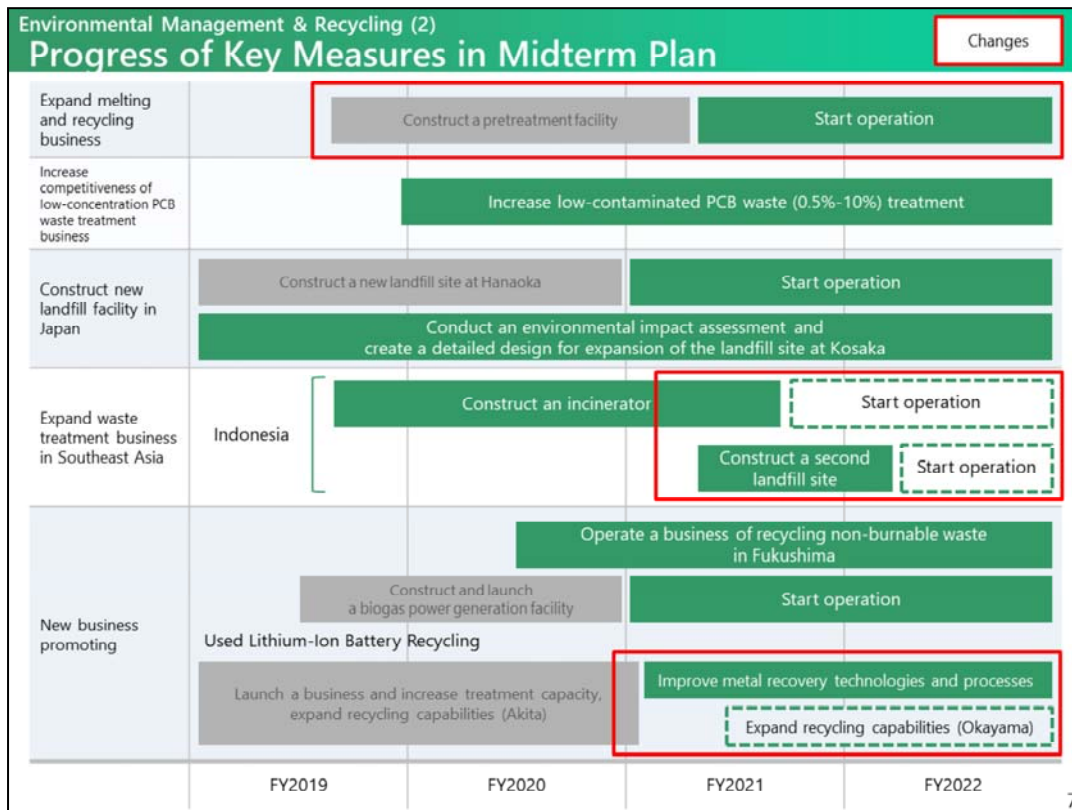 Environmental Management & Recycling (2)
Progress of Key Measures in Midterm Plan
Changes
Expand melting
and recycling
business
Construct a pretreatment facility
Start operation
Increase
competitiveness of
low-concentration PCB
waste treatment
business
Increase low-contaminated PCB waste (0.5%-10%) treatment
Construct new
landfill facility in
Japan
Construct a new landfill site at Hanaoka
Start operation
Conduct an environmental impact assessment and
create a detailed design for expansion of the landfill site at Kosaka
Expand waste
treatment business
in Southeast Asia
Indonesia
Construct an incinerator
Start operation
Construct a second
landfill site
Start operation
New business
promoting
Operate a business of recycling non-burnable waste
in Fukushima
Construct and launch
a biogas power generation facility
Start operation
Used Lithium-Ion Battery Recycling
Launch a business and increase treatment capacity,
expand recycling capabilities (Akita)
Improve metal recovery technologies and processes
Expand recycling capabilities (Okayama)
FY2019
FY2020
FY2021
FY2022
7